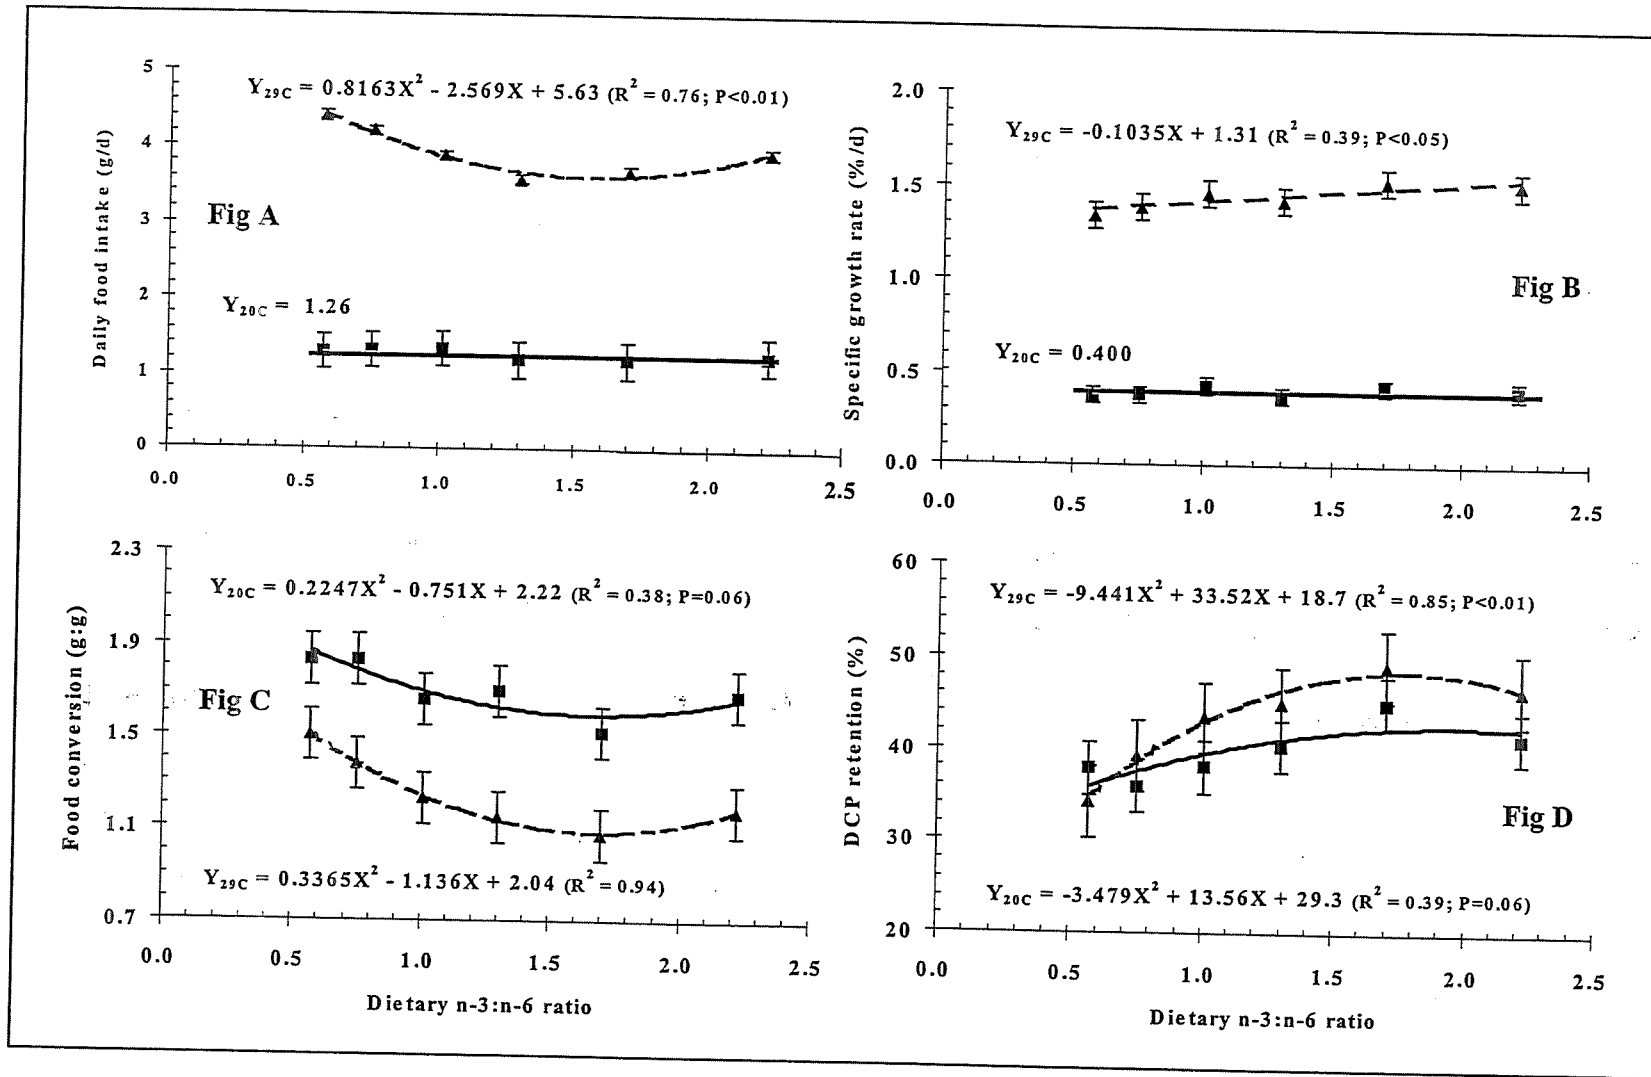 Y29C = 0.8163X² - 2.569X + 5.63 (R² = 0.76; P<0.01)
Daily food intake (g/d)
5
4
3
2
1
0
Fig A
Y20C = 1.26
0.0 0.5 1.0 1.5 2.0 2.5
Y29C = -0.1035X + 1.31 (R² = 0.39; P<0.05)
Specific growth rate (%/d)
2.0
1.5
1.0
0.5
0.0
Fig B
Y20C = 0.400
0.0 0.5 1.0 1.5 2.0 2.5
Y20C = 0.2247X² - 0.751X + 2.22 (R² = 0.38; P=0.06)
Food conversion (g:g)
2.3
1.9
1.5
1.1
0.7
Fig C
Y29C = 0.3365X² - 1.136X + 2.04 (R² = 0.94)
0.0 0.5 1.0 1.5 2.0 2.5
Dietary n-3:n-6 ratio
Y29C = -9.441X² + 33.52X + 18.7 (R² = 0.85; P<0.01)
DCP retention (%)
60
50
40
30
20
Fig D
Y20C = -3.479X² + 13.56X + 29.3 (R² = 0.39; P=0.06)
0.0 0.5 1.0 1.5 2.0 2.5
Dietary n-3:n-6 ratio